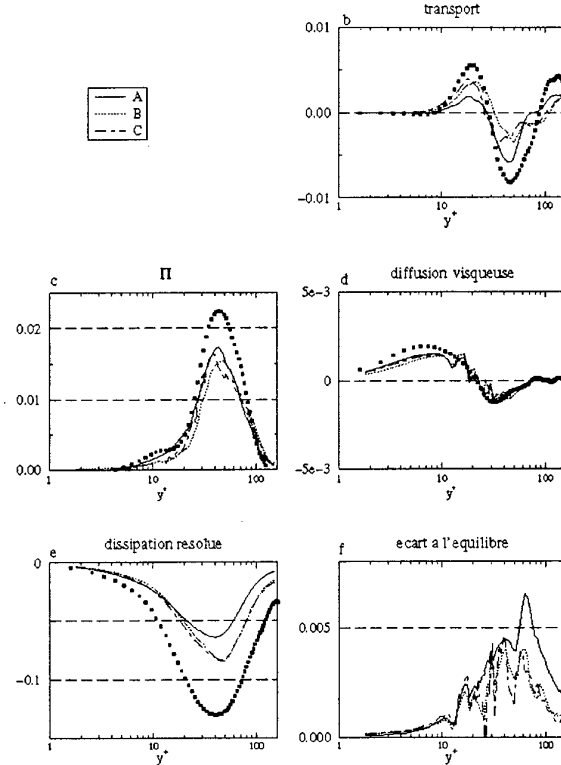 transport
b
0.01
0.00
-0.01
1
10
100
y+
A
B
C
Π
c
0.02
0.01
0.00
1
10
100
y+
diffusion visqueuse
d
5e-3
0
-5e-3
1
10
100
y+
dissipation resolue
e
0
-0.1
1
10
100
y+
ecart a l'equilibre
f
0.005
0.000
1
10
100
y+